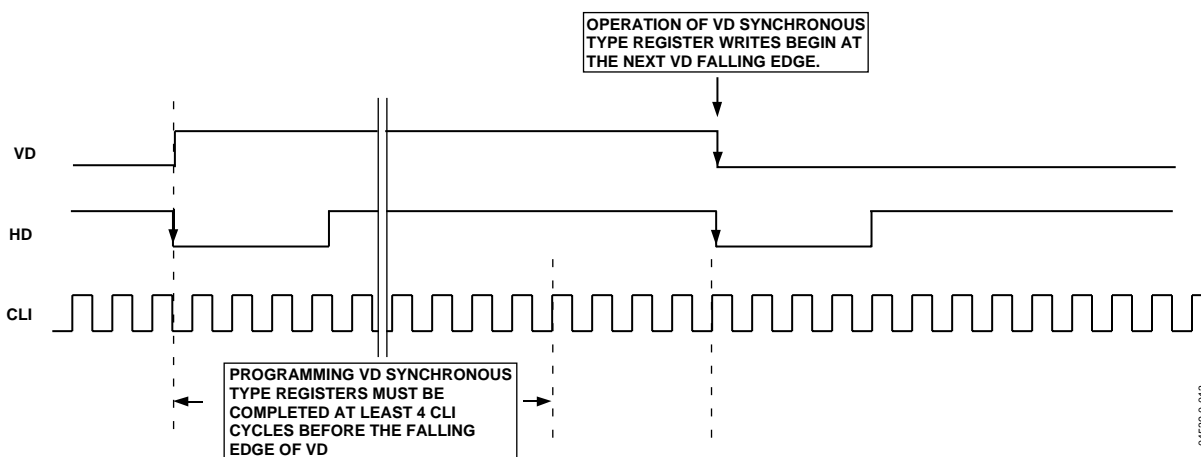 OPERATION OF VD SYNCHRONOUS
TYPE REGISTER WRITES BEGIN AT
THE NEXT VD FALLING EDGE.
VD
HD
CLI
PROGRAMMING VD SYNCHRONOUS
TYPE REGISTERS MUST BE
COMPLETED AT LEAST 4 CLI
CYCLES BEFORE THE FALLING
EDGE OF VD